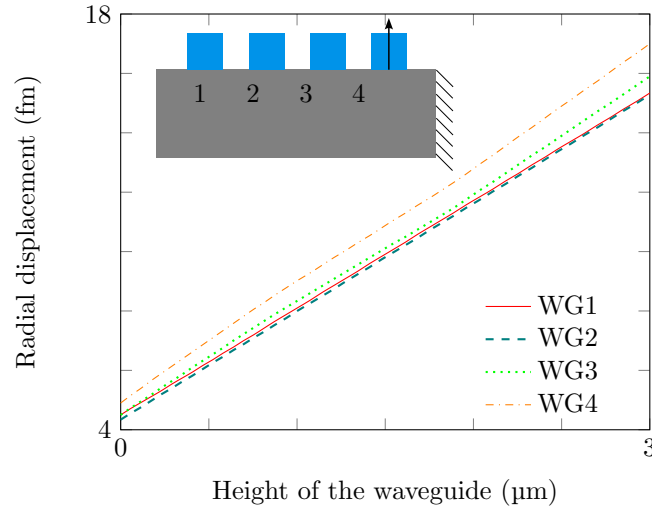 18
1 2 3 4
Radial displacement (fm)
WG1
WG2
WG3
WG4
4
0 3
Height of the waveguide (µm)